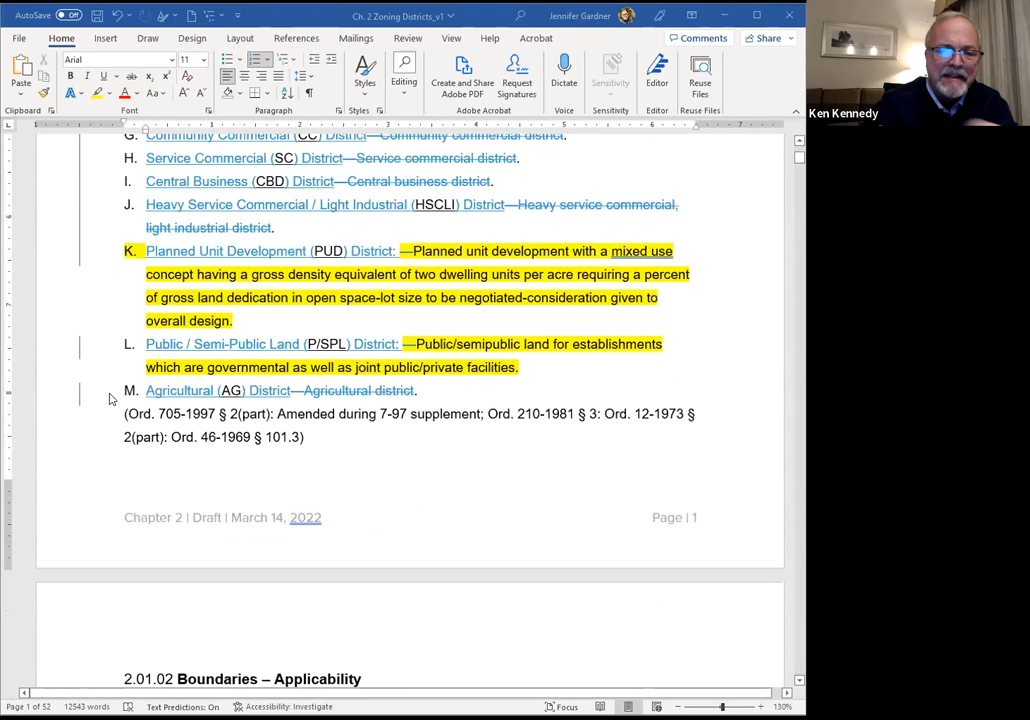 AutoSave Off Ch. 2 Zoning Districts_v1 Jennifer Gardner
File Home Insert Draw Design Layout References Mailings Review View Help Acrobat Comments Share
Arial 11
Paste Styles Editing Create and Share Adobe PDF Request Signatures Dictate Sensitivity Editor Reuse Files
Clipboard Font Paragraph Styles Adobe Acrobat Voice Sensitivity Editor Reuse Files
Ken Kennedy
G. Community Commercial (CC) District—Community commercial district.
H. Service Commercial (SC) District—Service commercial district.
I. Central Business (CBD) District—Central business district.
J. Heavy Service Commercial / Light Industrial (HSCLI) District—Heavy service commercial,
light industrial district.
K. Planned Unit Development (PUD) District: —Planned unit development with a mixed use
concept having a gross density equivalent of two dwelling units per acre requiring a percent
of gross land dedication in open space-lot size to be negotiated-consideration given to
overall design.
L. Public / Semi-Public Land (P/SPL) District: —Public/semipublic land for establishments
which are governmental as well as joint public/private facilities.
M. Agricultural (AG) District—Agricultural district.
(Ord. 705-1997 § 2(part): Amended during 7-97 supplement; Ord. 210-1981 § 3: Ord. 12-1973 §
2(part): Ord. 46-1969 § 101.3)
Chapter 2 | Draft | March 14, 2022 Page | 1
2.01.02 Boundaries – Applicability
Page 1 of 52 12543 words Text Predictions: On Accessibility: Investigate Focus 130%